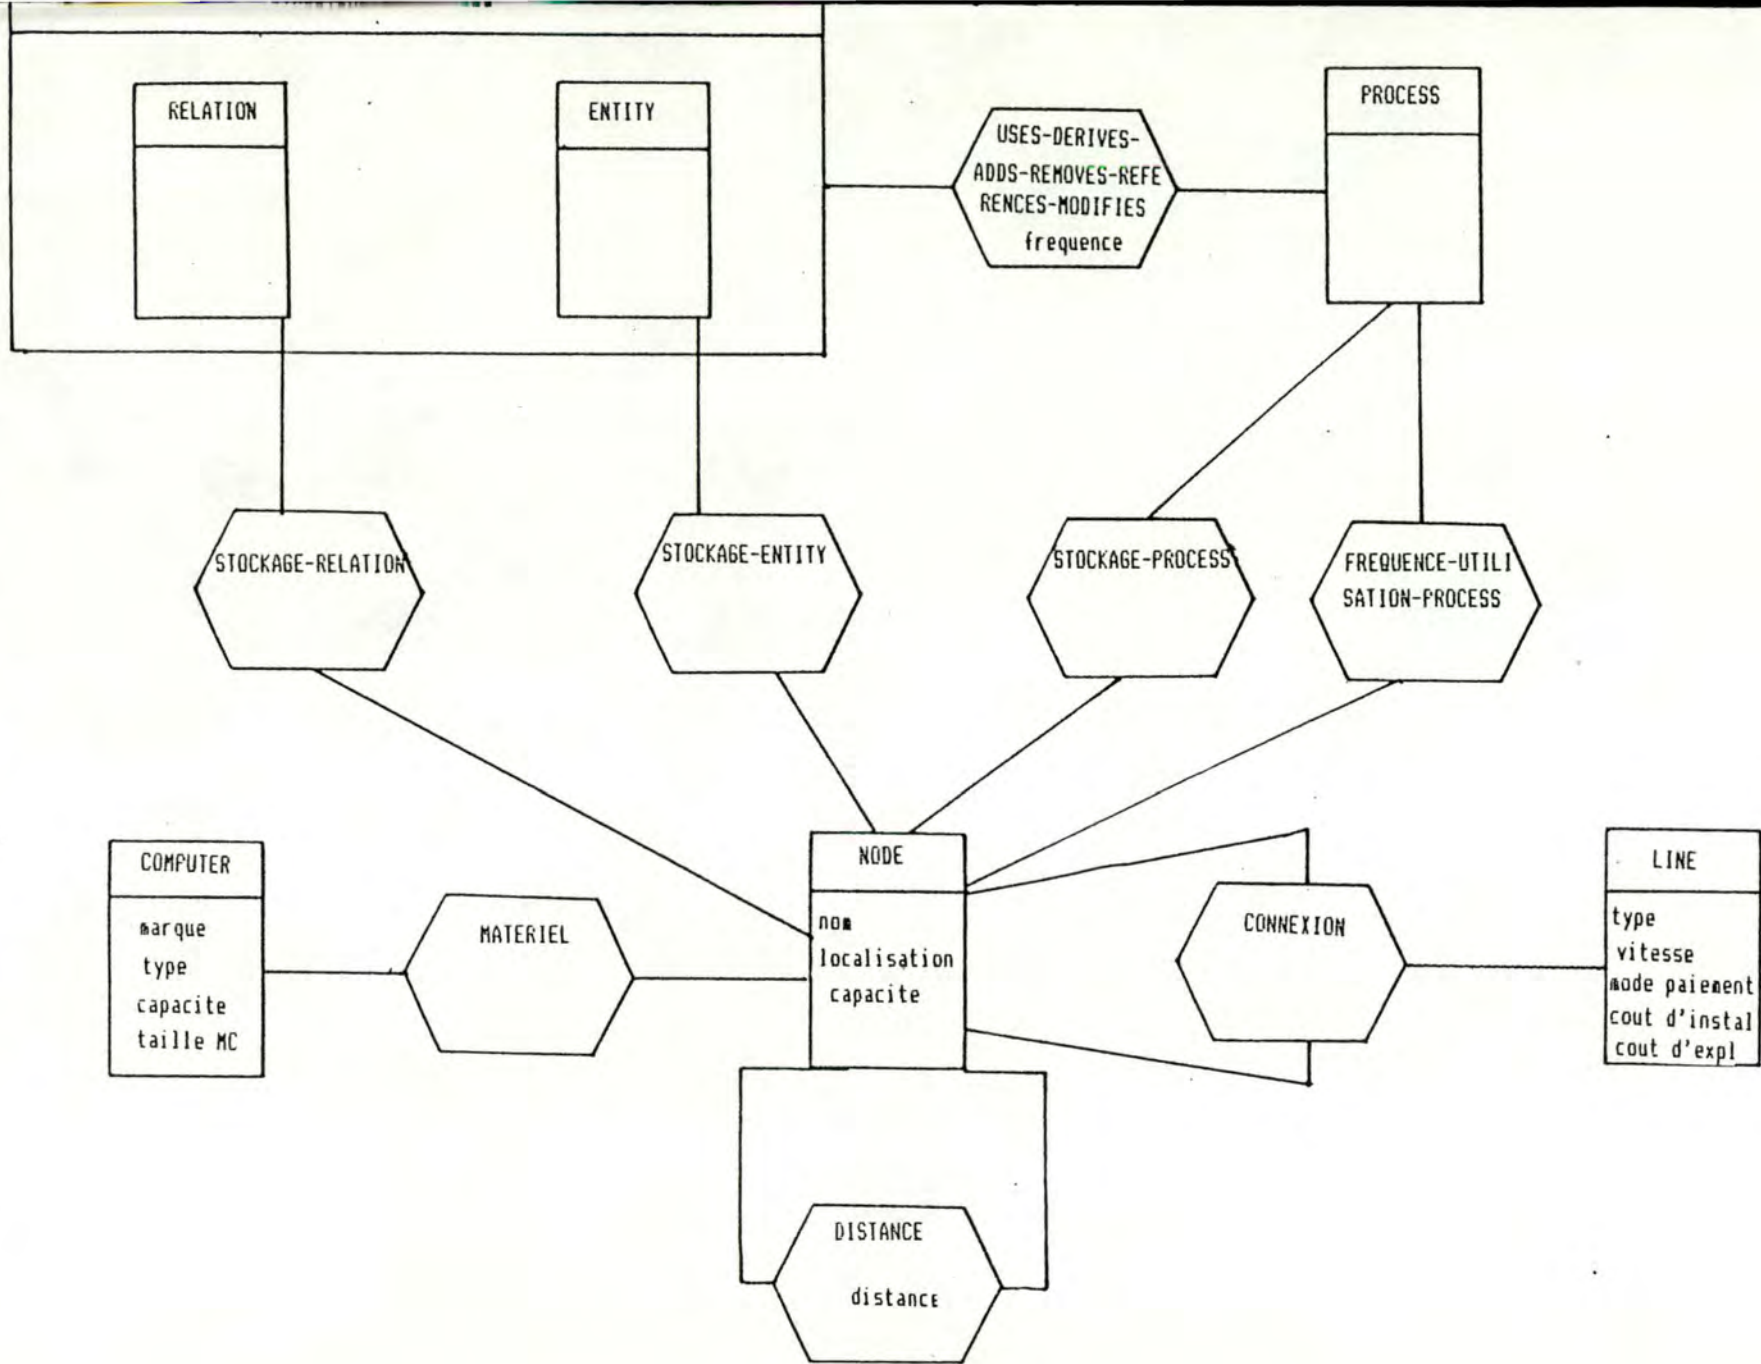 RELATION
ENTITY
PROCESS
USES-DERIVES-
ADDS-REMOVES-REFE
RENCES-MODIFIES
frequence
STOCKAGE-RELATION
STOCKAGE-ENTITY
STOCKAGE-PROCESS
FREQUENCE-UTILI
SATION-PROCESS
COMPUTER
marque
type
capacite
taille MC
MATERIEL
NODE
nom
localisation
capacite
CONNEXION
LINE
type
vitesse
mode paiement
cout d'instal
cout d'expl
DISTANCE
distance